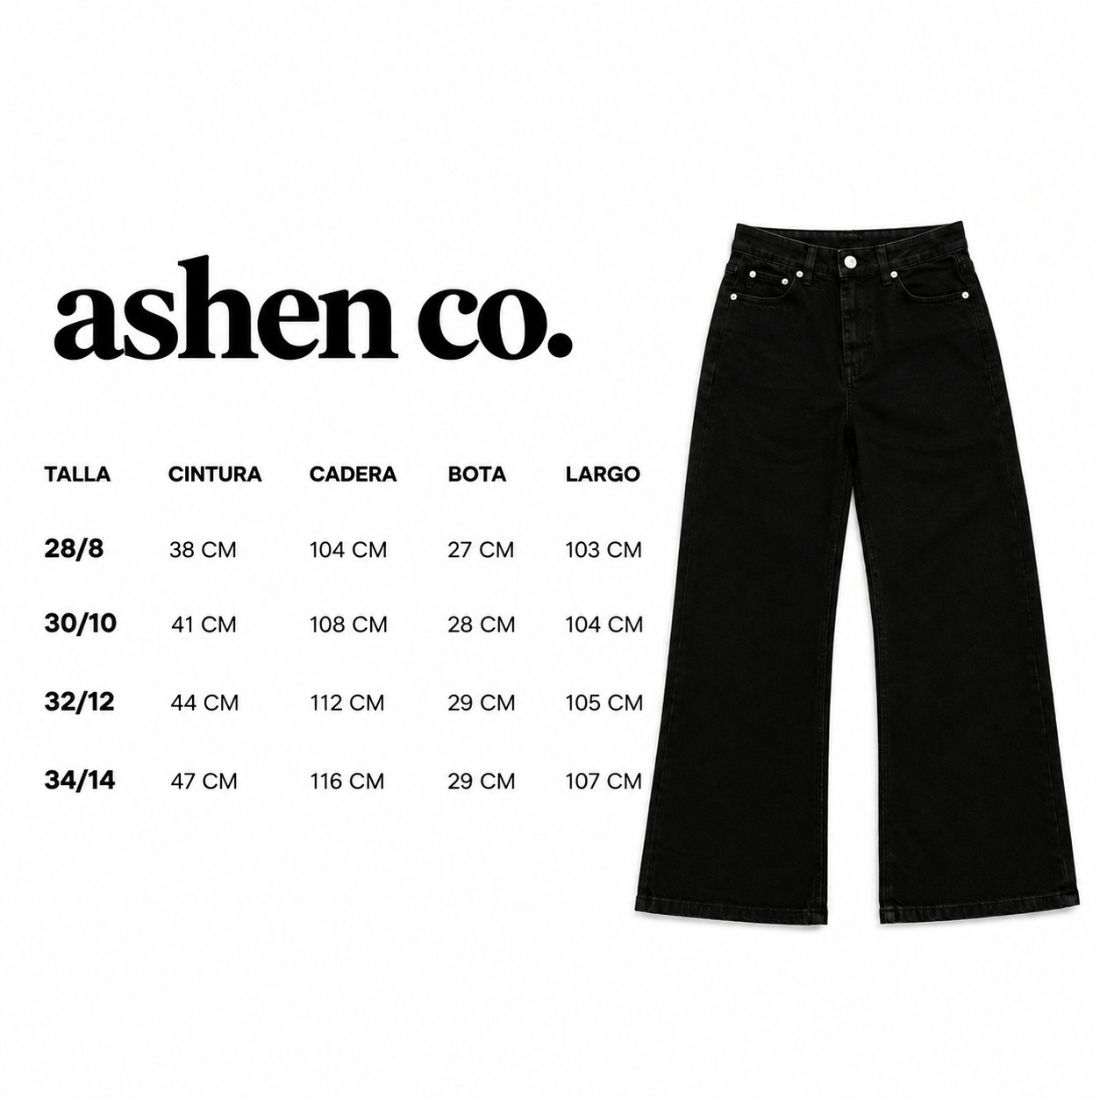 ashen co.
TALLA CINTURA CADERA BOTA LARGO
28/8 38 CM 104 CM 27 CM 103 CM
30/10 41 CM 108 CM 28 CM 104 CM
32/12 44 CM 112 CM 29 CM 105 CM
34/14 47 CM 116 CM 29 CM 107 CM